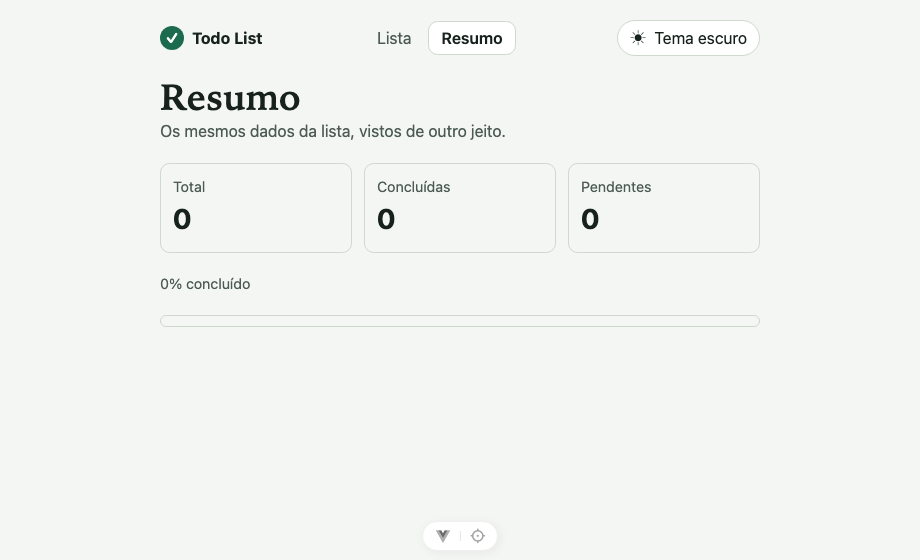 Todo List
Lista
Resumo
Tema escuro
Resumo
Os mesmos dados da lista, vistos de outro jeito.
Total
Concluídas
Pendentes
0
0
0
0% concluído